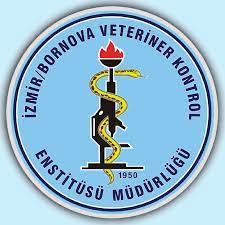 İZMİR/BORNOVA VETERİNER KONTROL
ENSTİTÜSÜ MÜDÜRLÜĞÜ
1950